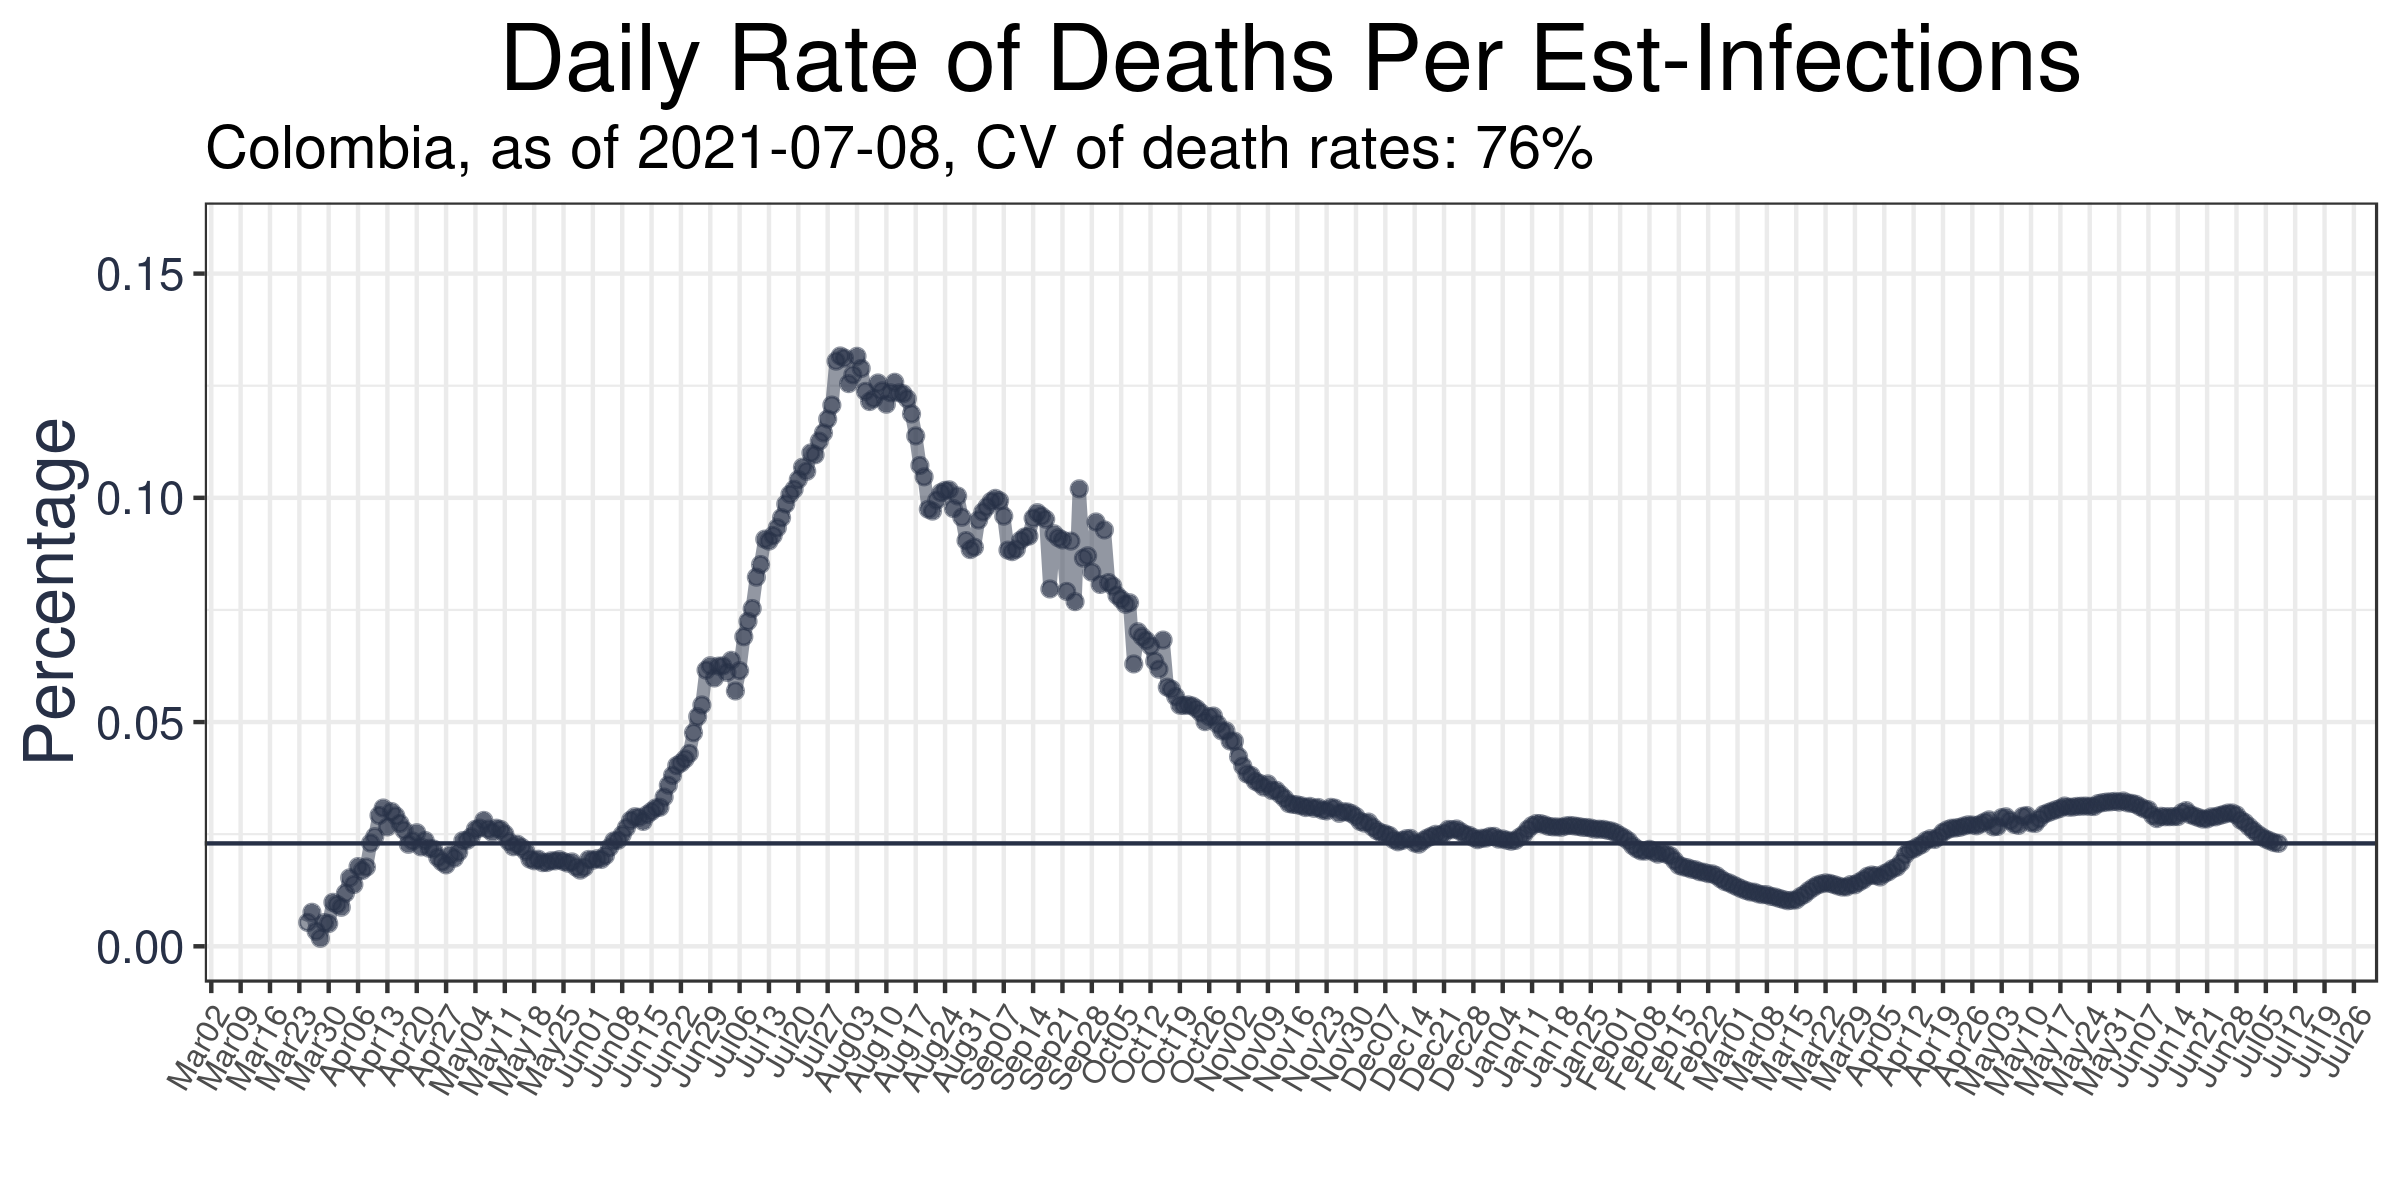 Daily Rate of Deaths Per Est-Infections
Colombia, as of 2021-07-08, CV of death rates: 76%
Percentage
0.15
0.10
0.05
0.00
Mar02
Mar09
Mar16
Mar23
Mar30
Apr06
Apr13
Apr20
Apr27
May04
May11
May18
May25
Jun01
Jun08
Jun15
Jun22
Jun29
Jul06
Jul13
Jul20
Jul27
Aug03
Aug10
Aug17
Aug24
Aug31
Sep07
Sep14
Sep21
Sep28
Oct05
Oct12
Oct19
Oct26
Nov02
Nov09
Nov16
Nov23
Nov30
Dec07
Dec14
Dec21
Dec28
Jan04
Jan11
Jan18
Jan25
Feb01
Feb08
Feb15
Feb22
Mar01
Mar08
Mar15
Mar22
Mar29
Apr05
Apr12
Apr19
Apr26
May03
May10
May17
May24
May31
Jun07
Jun14
Jun21
Jun28
Jul05
Jul12
Jul19
Jul26